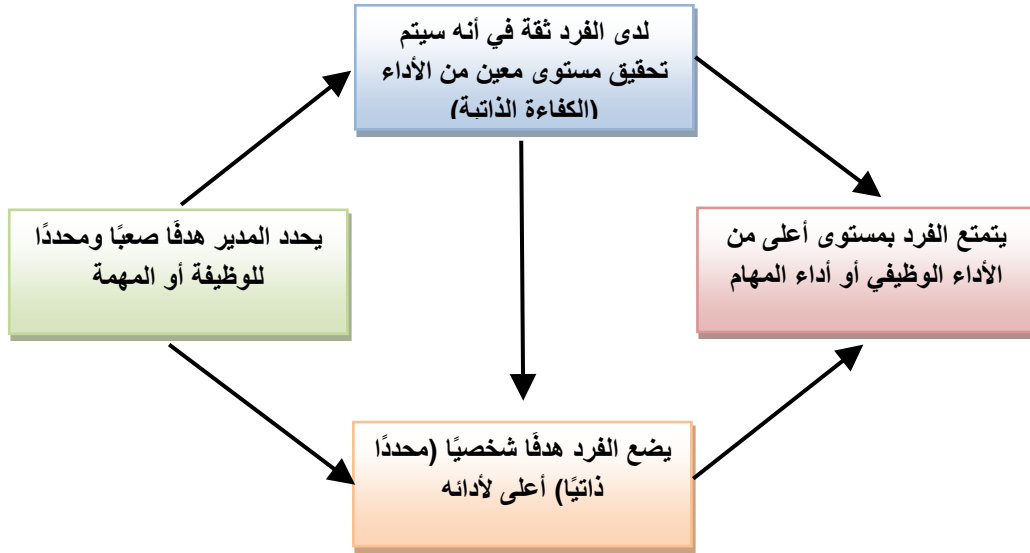 لدى الفرد ثقة في أنه سيتم
تحقيق مستوى معين من الأداء
(الكفاءة الذاتية)
يحدد المدير هدفًا صعبًا ومحددًا
للوظيفة أو المهمة
يتمتع الفرد بمستوى أعلى من
الأداء الوظيفي أو أداء المهام
يضع الفرد هدفًا شخصيًا (محددًا
ذاتيًا) أعلى لأدائه